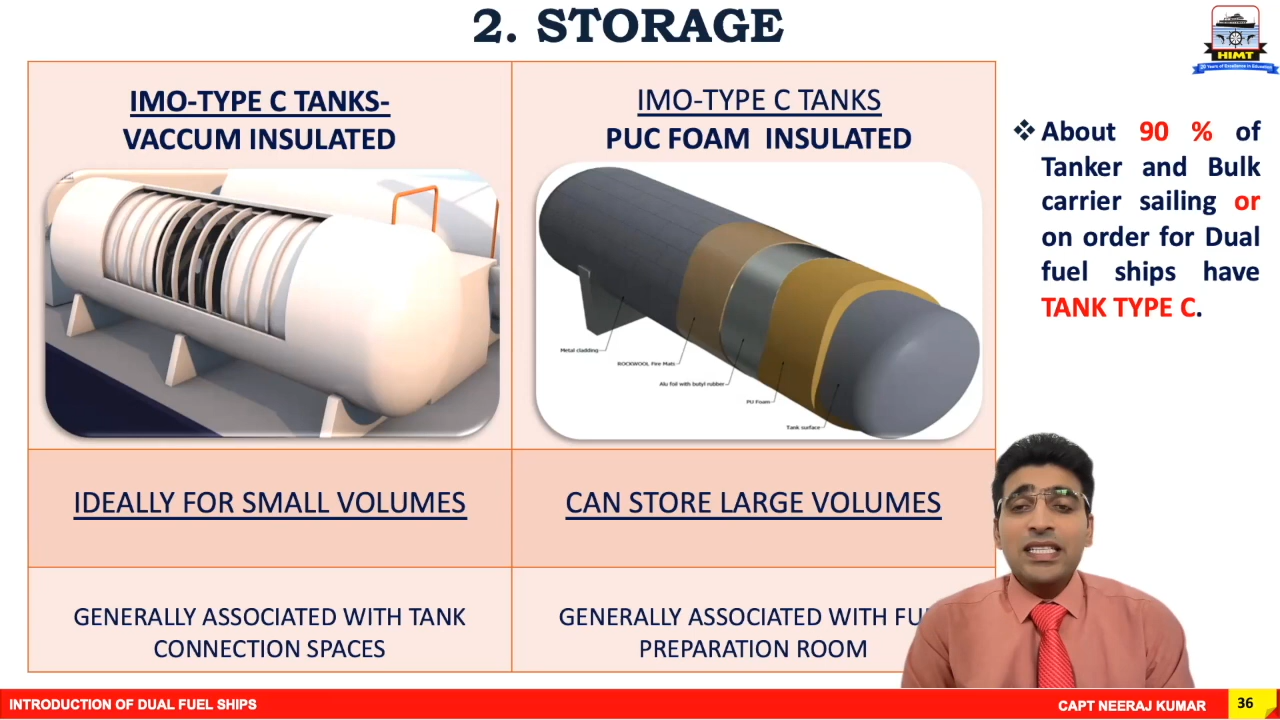 2. STORAGE
HIMT
IMO-TYPE C TANKS-
VACCUM INSULATED
IMO-TYPE C TANKS
PUC FOAM INSULATED
Metal cladding
ROCKWOOL Fire Mats
Alu foil with butyl rubber
PU Foam
Tank surface
❖ About 90 % of
Tanker and Bulk
carrier sailing or
on order for Dual
fuel ships have
TANK TYPE C.
IDEALLY FOR SMALL VOLUMES
CAN STORE LARGE VOLUMES
GENERALLY ASSOCIATED WITH TANK
CONNECTION SPACES
GENERALLY ASSOCIATED WITH FU
PREPARATION ROOM
INTRODUCTION OF DUAL FUEL SHIPS
CAPT NEERAJ KUMAR
36